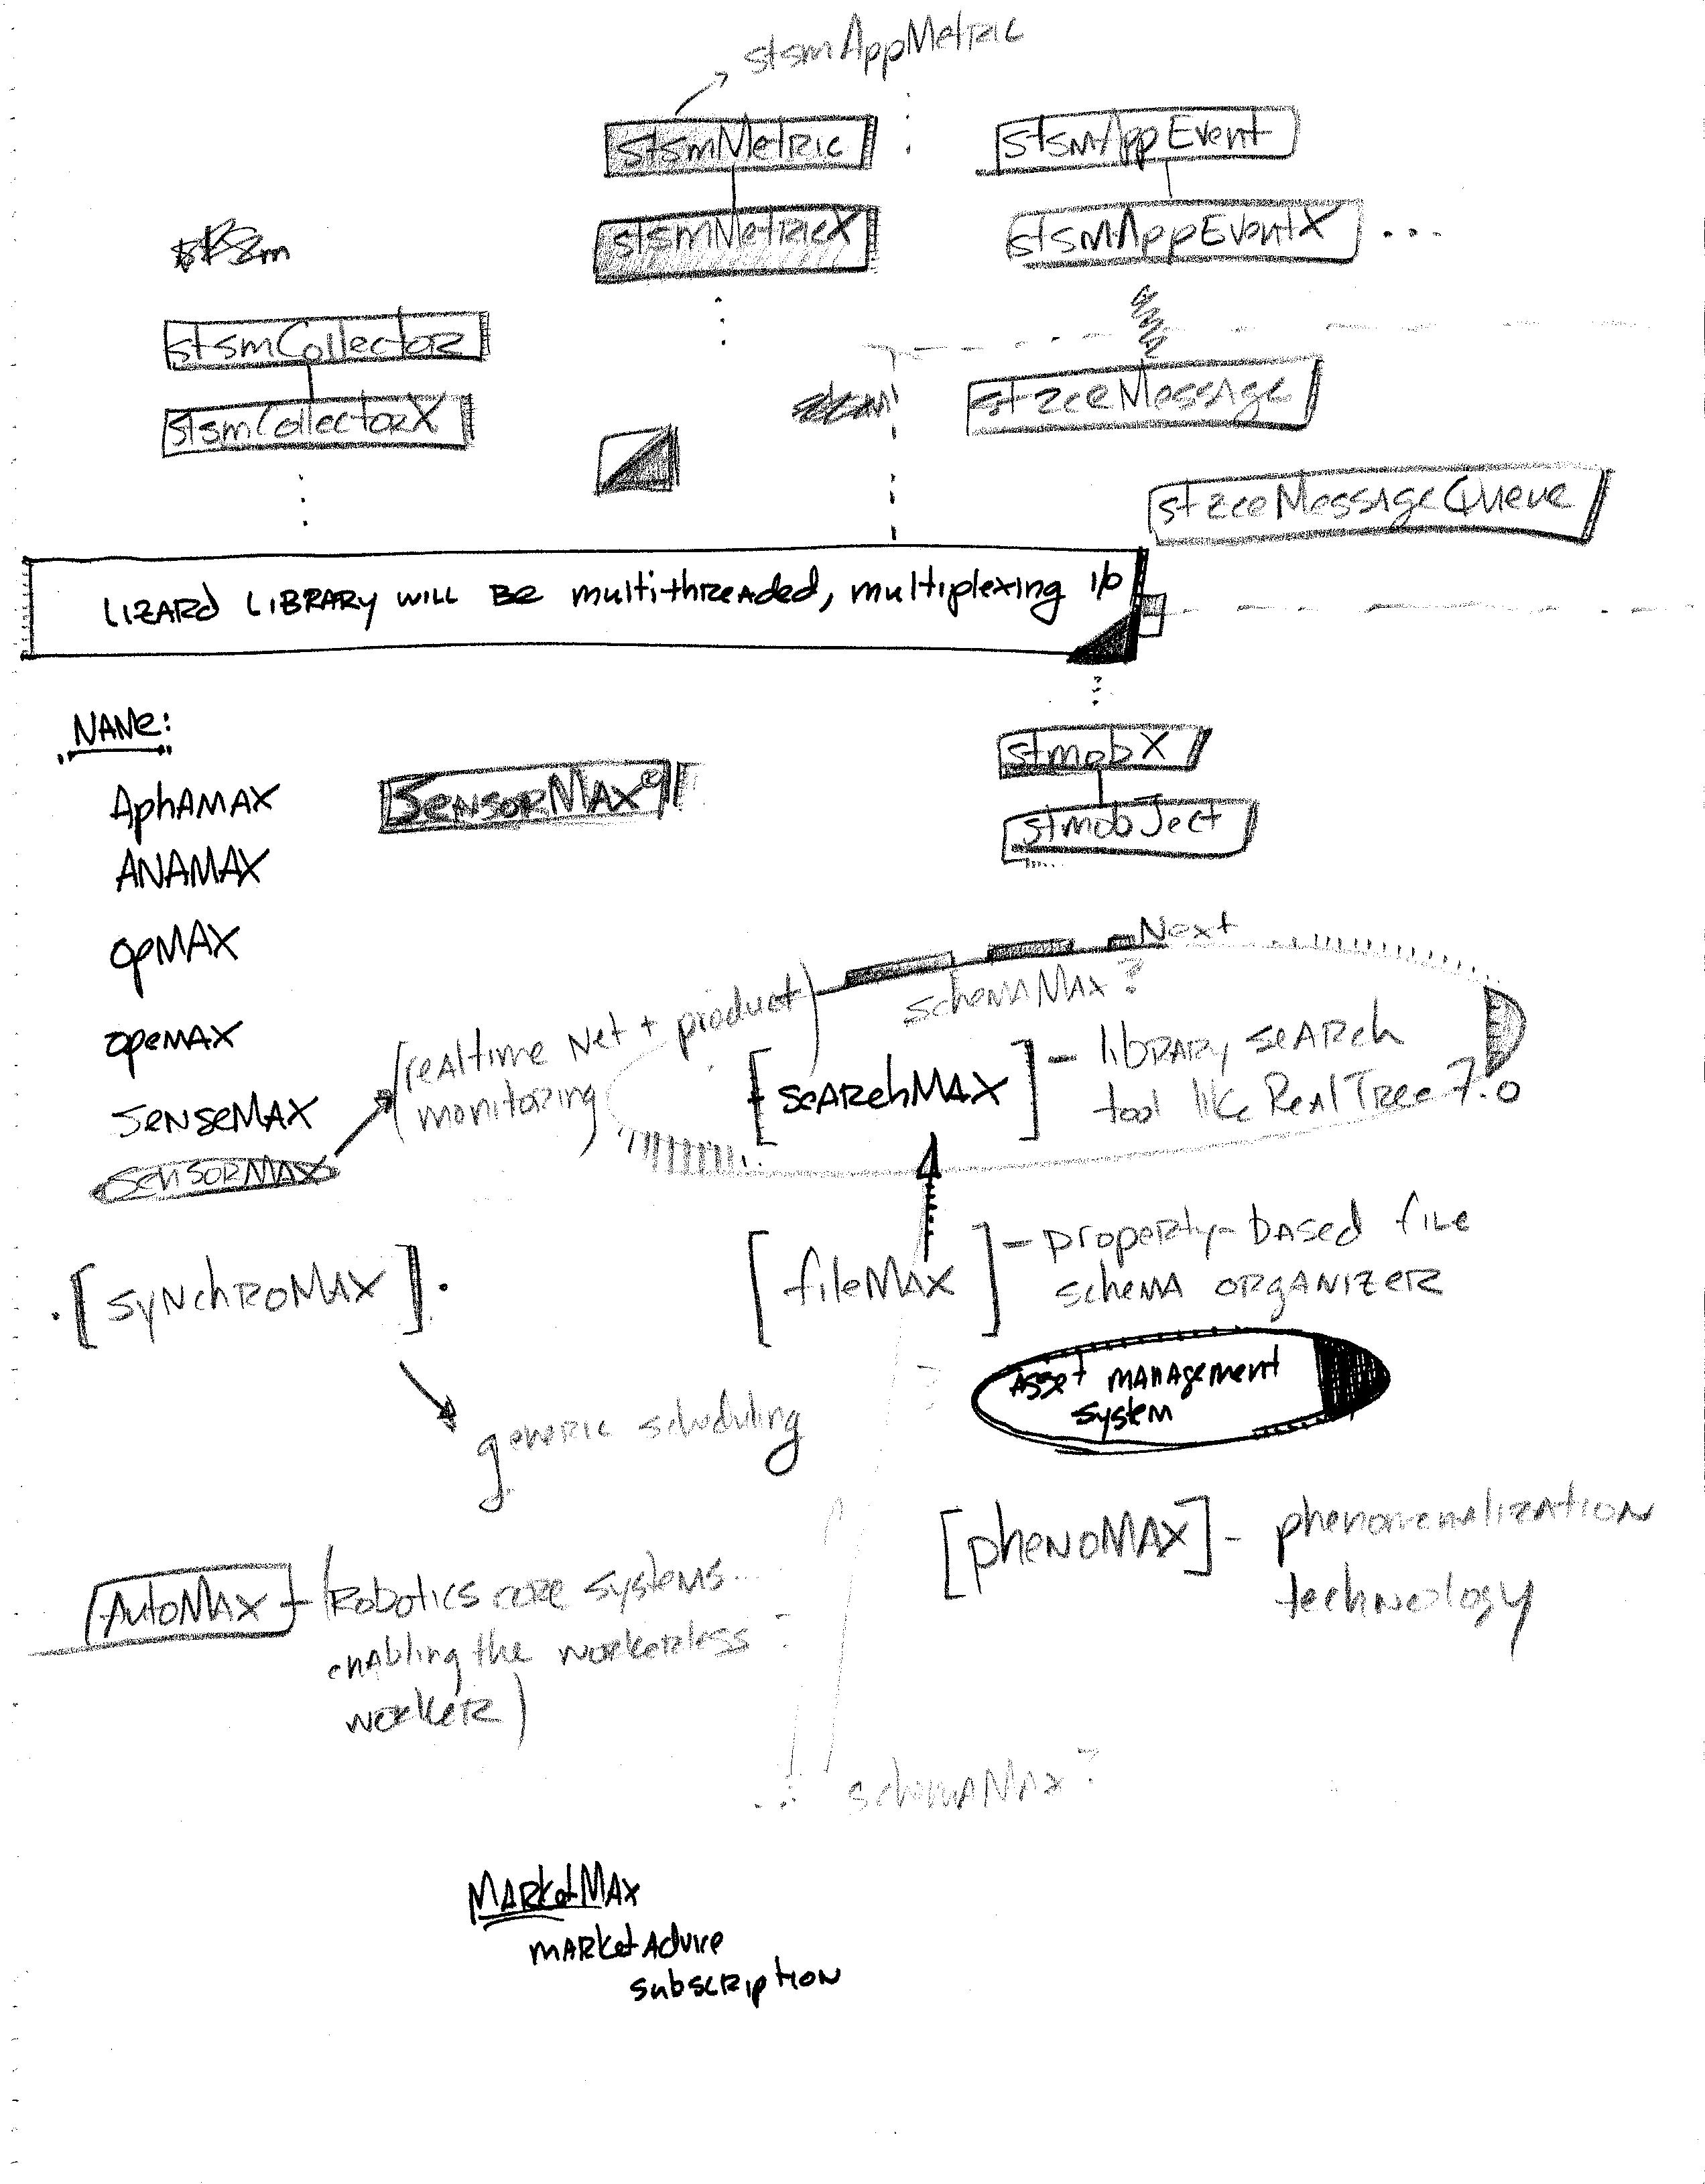 stsmAppMetric
stsmMetric
stsmAppEvent
stsmMetricX
stsmAppEventX ...
stsmCollector
stsmCollectorX
stzceMessage
stzceMessageQueue
LIZARd LIBRARY WILL BE multithreaded, multiplexing I/O
NAMe:
AphAMAX
SENSORMAX©
stmobX
stmobJect
ANAMAX
opMAX
opeMAX
SenseMAX
SENSORMAX
(realtime Net + product)
monitoring
Next
schemaMax?
[seARchMAX] - library seARch
tool like RealTree 7.0
[syNchROMAX]
generic scheduling
[fileMAX] - property-based file
schemA ORgANIZER
Asset mANAgement
system
[pheNoMAX] - phenomenalizatioN
techNology
AutoMAX - (Robotics core systems...
enabling the workerless
worker)
schemaMax?
MARketMAX
mARket Advice
subscriptioN